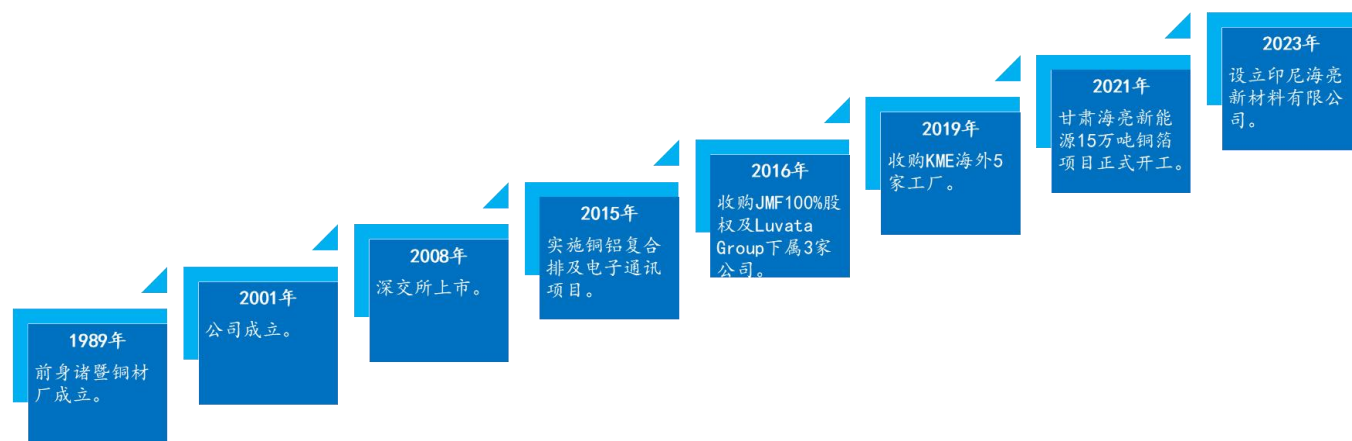 1989年
前身诸暨铜材
厂成立。
2001年
公司成立。
2008年
深交所上市。
2015年
实施铜铝复合
排及电子通讯
项目。
2016年
收购JMF100%股
权及Luvata
Group下属3家
公司。
2019年
收购KME海外5
家工厂。
2021年
甘肃海亮新能
源15万吨铜箔
项目正式开工。
2023年
设立印尼海亮
新材料有限公
司。